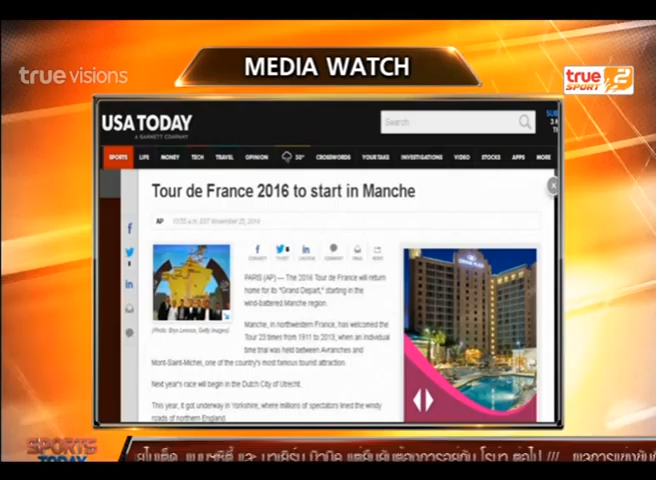 MEDIA WATCH
truevisions
true 2
SPORT
USA TODAY
A GANNETT COMPANY
Search
SPORTS LIFE MONEY TECH TRAVEL OPINION 50° CROSSWORDS YOUR TAKE INVESTIGATIONS VIDEO STOCKS APPS MORE
Tour de France 2016 to start in Manche
AP
PARIS (AP) — The 2016 Tour de France will return
home for its "Grand Depart," starting in the
wind-battered Manche region.
Manche, in northwestern France, has welcomed the
Tour 23 times from 1911 to 2013, when an individual
time trial was held between Avranches and
Mont-Saint-Michel, one of the country's most famous tourist attraction.
Next year's race will begin in the Dutch City of Utrecht.
This year, it got underway in Yorkshire, where millions of spectators lined the windy
roads of northern England.
SPORTS
TODAY